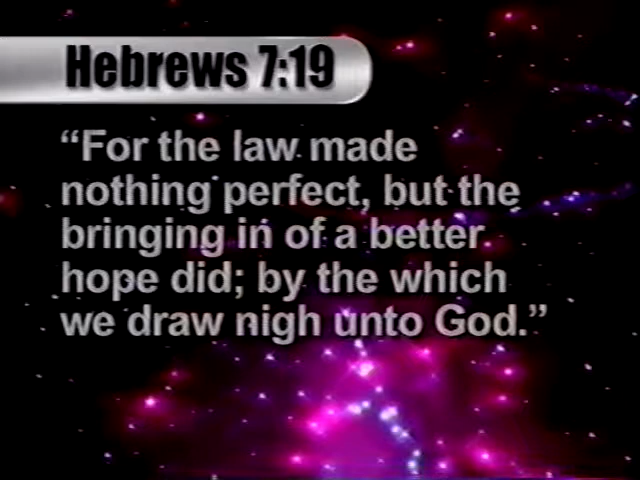 Hebrews 7:19
“For the law made
nothing perfect, but the
bringing in of a better
hope did; by the which
we draw nigh unto God.”